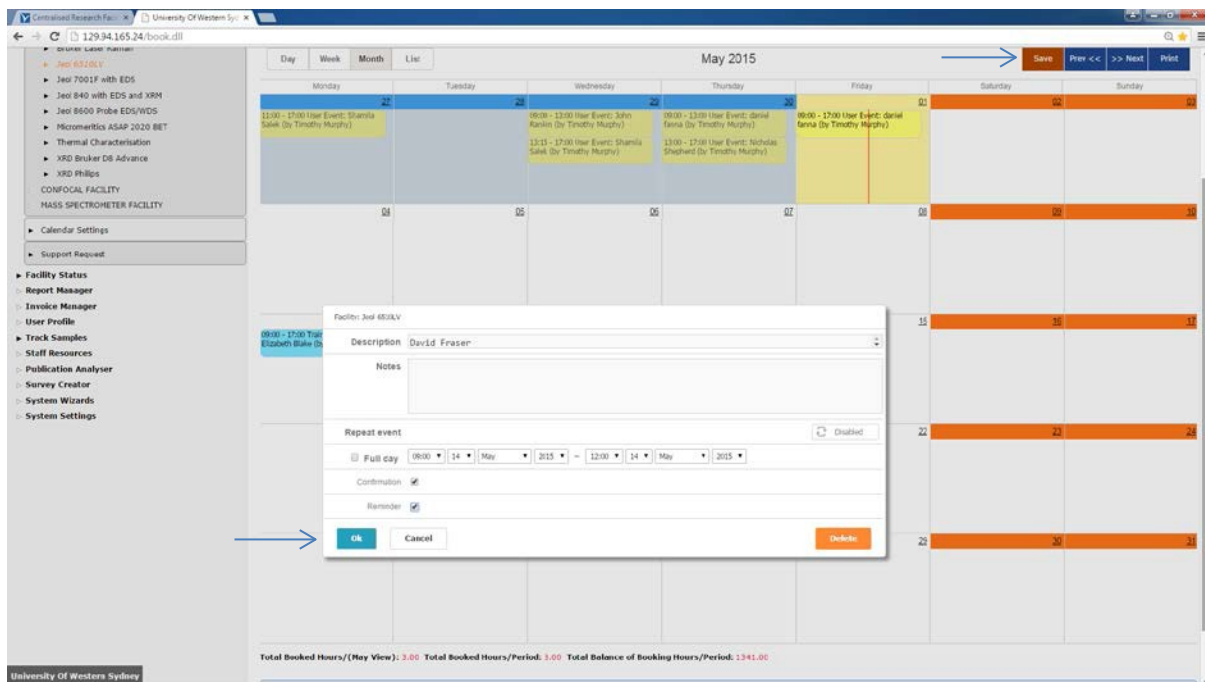 Centralised Research Faci
University Of Western Syd
129.94.165.24/book.dll
Bruker Laser Raman
Jeol 6510LV
Jeol 7001F with EDS
Jeol 840 with EDS and XRM
Jeol 8600 Probe EDS/WDS
Micromeritics ASAP 2020 BET
Thermal Characterisation
XRD Bruker D8 Advance
XRD Philips
CONFOCAL FACILITY
MASS SPECTROMETER FACILITY
Calendar Settings
Support Request
Facility Status
Report Manager
Invoice Manager
User Profile
Track Samples
Staff Resources
Publication Analyser
Survey Creator
System Wizards
System Settings
Day Week Month List
May 2015
Save Prev << >> Next Print
Monday Tuesday Wednesday Thursday Friday Saturday Sunday
27 28 29 30 01 02 03
11:00 - 17:00 User Event: Shamila
Salek (by Timothy Murphy)
09:00 - 13:00 User Event: John
Rankin (by Timothy Murphy)
13:15 - 17:00 User Event: Shamila
Salek (by Timothy Murphy)
09:00 - 13:00 User Event: daniel
fanna (by Timothy Murphy)
13:00 - 17:00 User Event: Nicholas
Shepherd (by Timothy Murphy)
09:00 - 17:00 User Event: daniel
fanna (by Timothy Murphy)
04 05 06 07 08 09 10
15 16 17
09:00 - 17:00 Train
Elizabeth Blake (by
22 23 24
29 30 31
Facility: Jeol 6510LV
Description David Fraser
Notes
Repeat event Disabled
Full day 09:00 14 May 2015 – 12:00 14 May 2015
Confirmation
Reminder
Ok Cancel Delete
Total Booked Hours/(May View): 3.00 Total Booked Hours/Period: 3.00 Total Balance of Booking Hours/Period: 1341.00
University Of Western Sydney